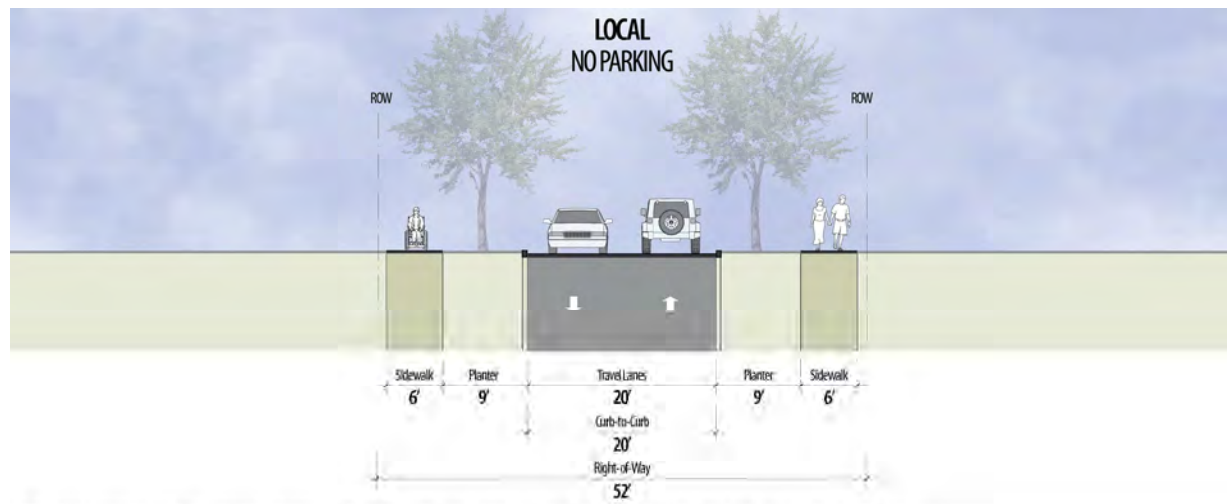 LOCAL
NO PARKING
ROW
ROW
Sidewalk
Planter
Travel Lanes
Planter
Sidewalk
6'
9'
20'
9'
6'
Curb-to-Curb
20'
Right-of-Way
52'